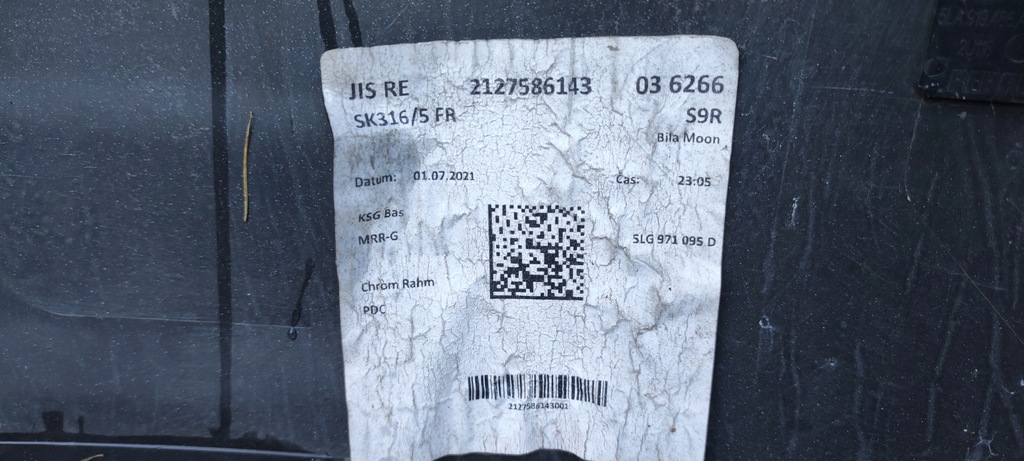 JIS RE 2127586143 03 6266
SK316/5 FR S9R
Bila Moon
Datum: 01.07.2021 Cas: 23:05
KSG Bas
MRR-G 5LG 971 095 D
Chrom Rahm
PDC
2127586143001